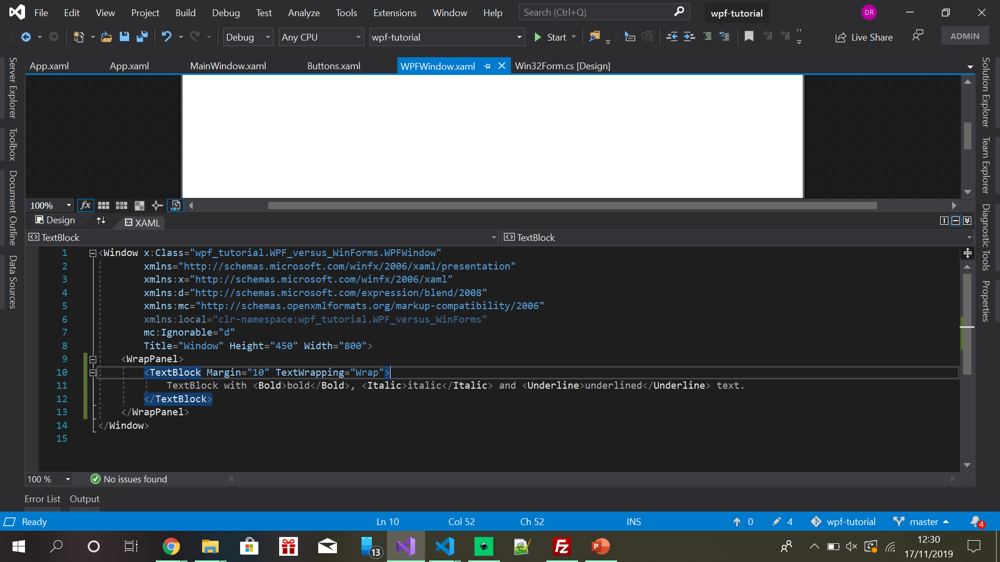 File Edit View Project Build Debug Test Analyze Tools Extensions Window Help Search (Ctrl+Q) wpf-tutorial DR
Debug Any CPU wpf-tutorial Start Live Share ADMIN
Server Explorer
Toolbox
Document Outline
Data Sources
App.xaml App.xaml MainWindow.xaml Buttons.xaml WPFWindow.xaml Win32Form.cs [Design]
Solution Explorer
Team Explorer
Diagnostic Tools
Properties
100% fx
Design XAML
TextBlock TextBlock
1 <Window x:Class="wpf_tutorial.WPF_versus_WinForms.WPFWindow"
2 xmlns="http://schemas.microsoft.com/winfx/2006/xaml/presentation"
3 xmlns:x="http://schemas.microsoft.com/winfx/2006/xaml"
4 xmlns:d="http://schemas.microsoft.com/expression/blend/2008"
5 xmlns:mc="http://schemas.openxmlformats.org/markup-compatibility/2006"
6 xmlns:local="clr-namespace:wpf_tutorial.WPF_versus_WinForms"
7 mc:Ignorable="d"
8 Title="Window" Height="450" Width="800">
9 <WrapPanel>
10 <TextBlock Margin="10" TextWrapping="Wrap">
11 TextBlock with <Bold>bold</Bold>, <Italic>italic</Italic> and <Underline>underlined</Underline> text.
12 </TextBlock>
13 </WrapPanel>
14 </Window>
15
100 % No issues found
Error List Output
Ready Ln 10 Col 52 Ch 52 INS 0 4 wpf-tutorial master 4
13 Fz P 12:30
17/11/2019